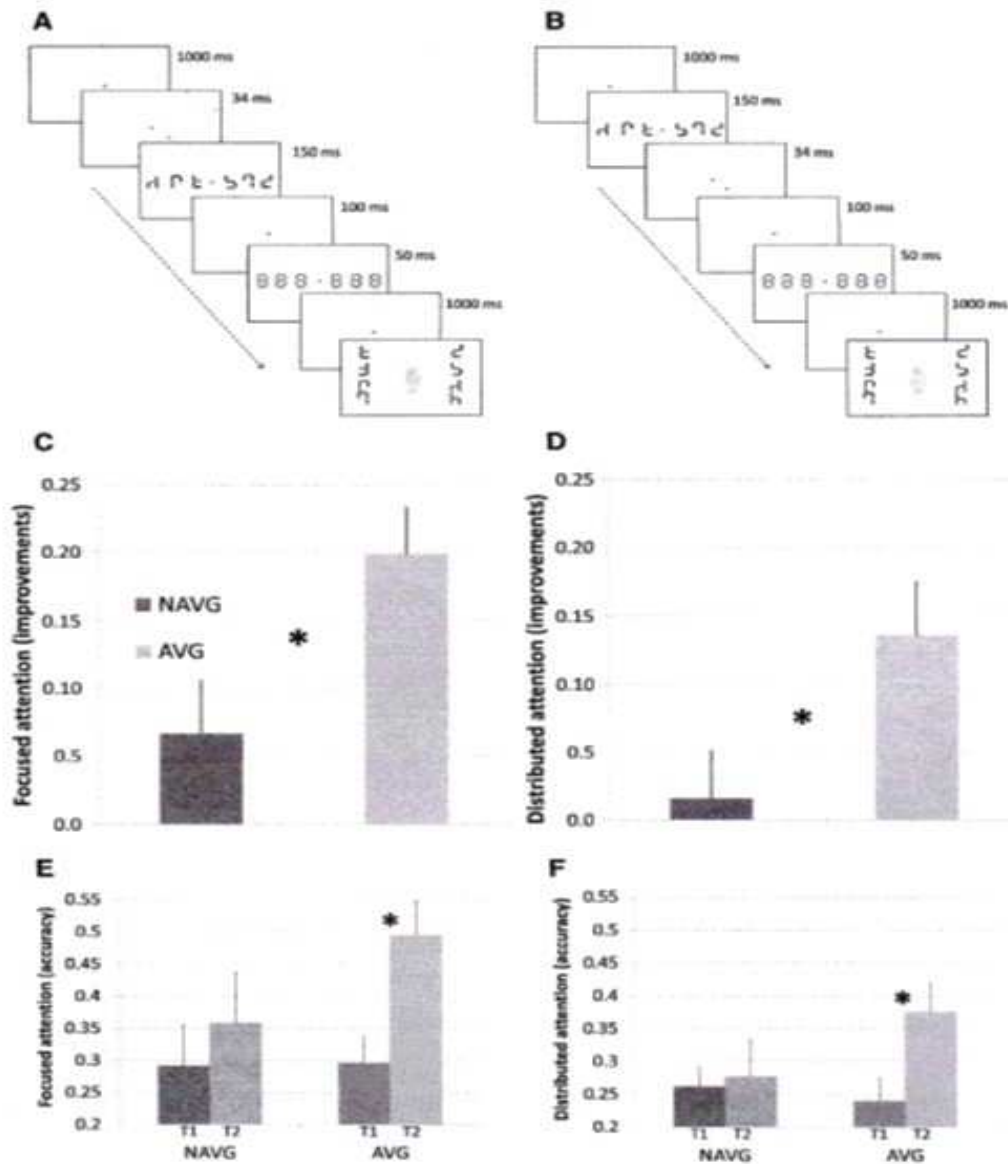 A
1000 ms
34 ms
150 ms
100 ms
50 ms
888 · 888
1000 ms
B
1000 ms
150 ms
34 ms
100 ms
50 ms
888 · 888
1000 ms
C
Focused attention (improvements)
0.25
0.20
0.15
0.10
0.5
0.0
NAVG
AVG
*
D
Distributed attention (improvements)
0.25
0.20
0.15
0.10
0.5
0.0
*
E
Focused attention (accuracy)
0.55
0.5
0.45
0.4
0.35
0.3
0.25
0.2
*
T1 T2 T1 T2
NAVG AVG
F
Distributed attention (accuracy)
0.55
0.5
0.45
0.4
0.35
0.3
0.25
0.2
*
T1 T2 T1 T2
NAVG AVG